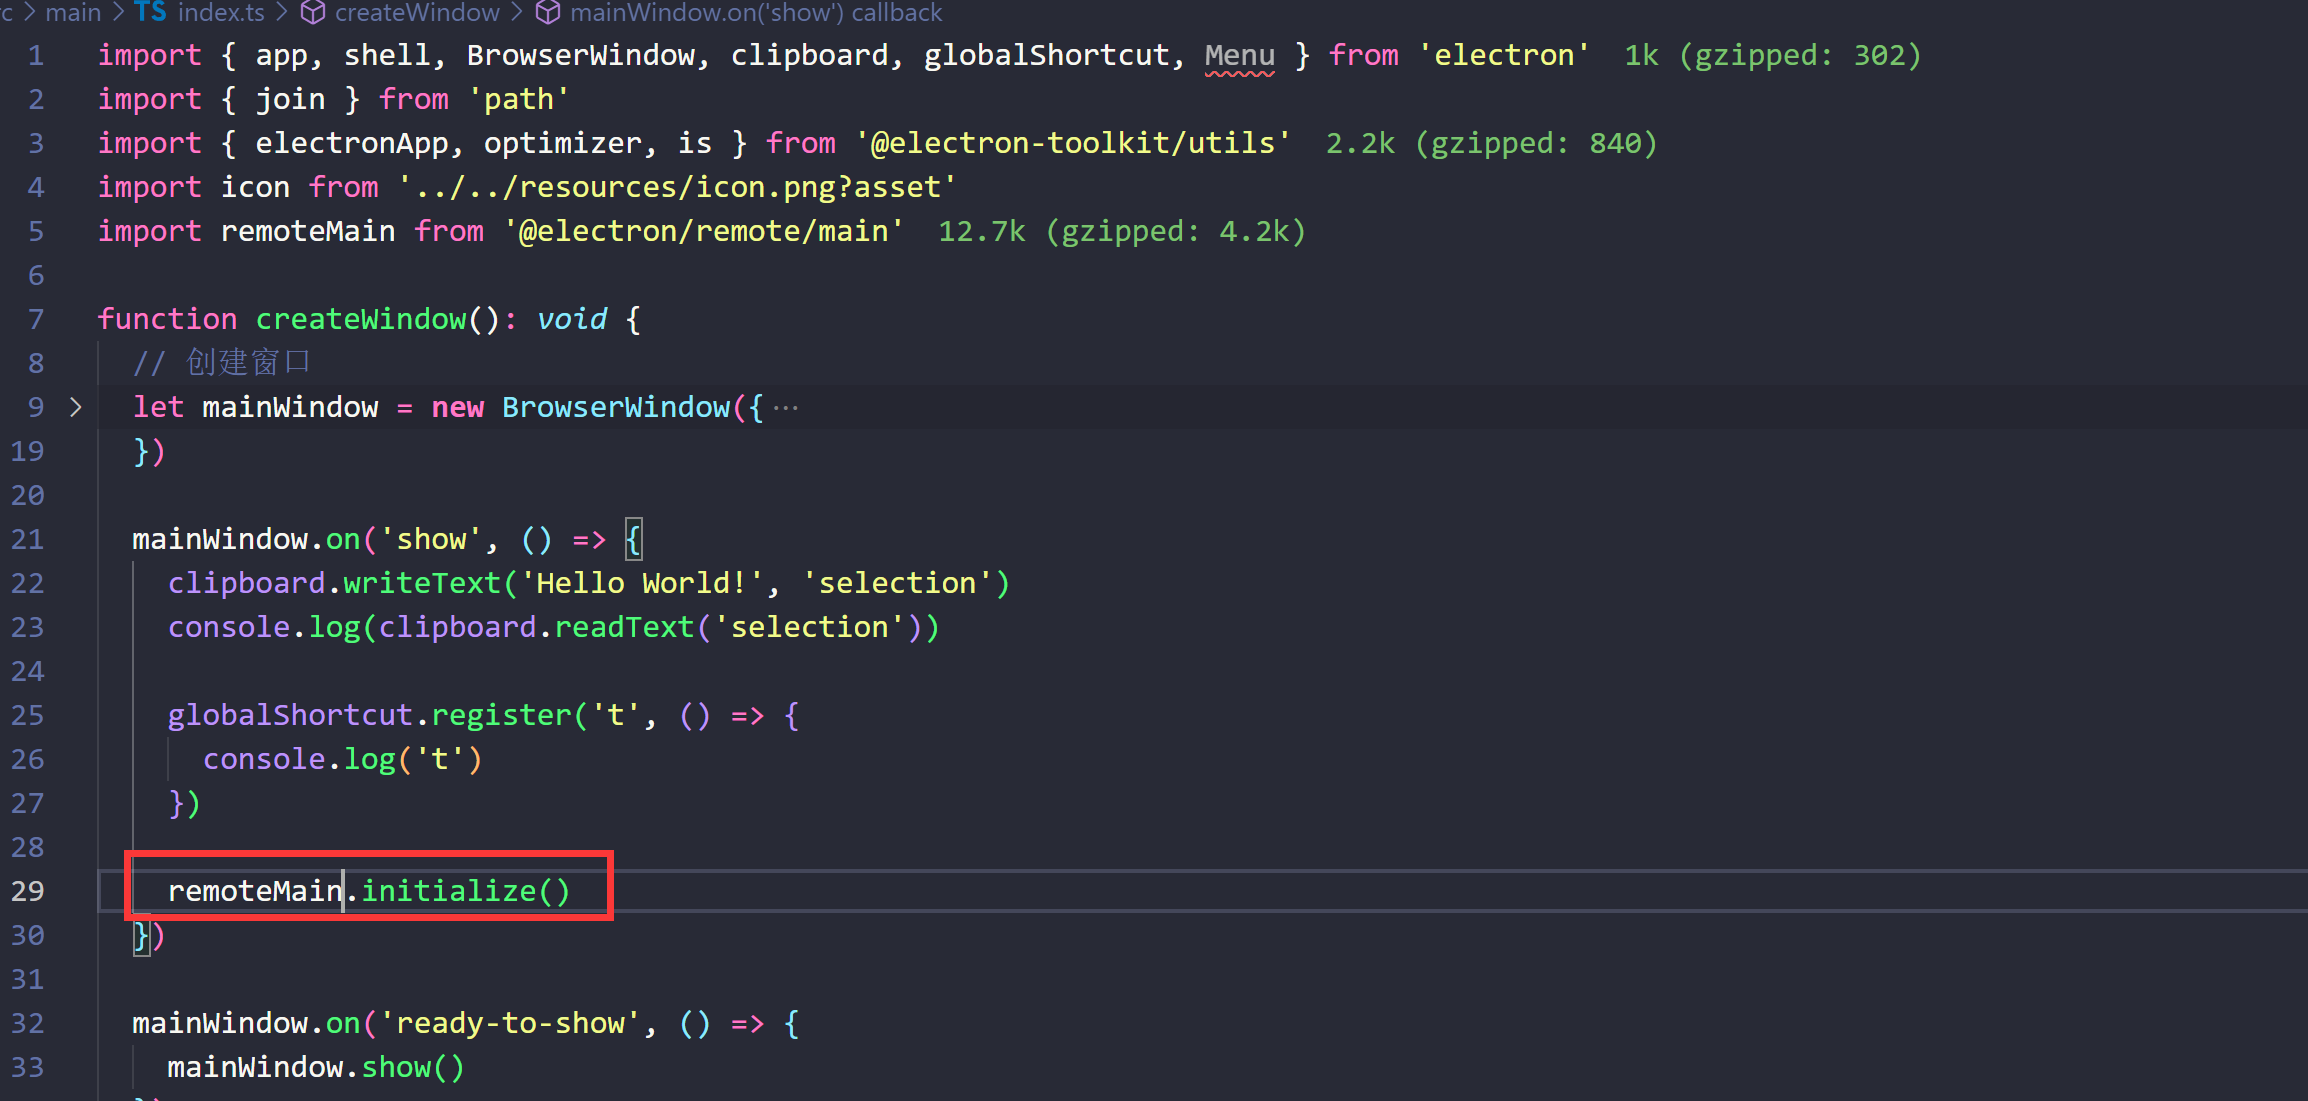 rc > main > TS index.ts > createWindow > mainWindow.on('show') callback
1 import { app, shell, BrowserWindow, clipboard, globalShortcut, Menu } from 'electron' 1k (gzipped: 302)
2 import { join } from 'path'
3 import { electronApp, optimizer, is } from '@electron-toolkit/utils' 2.2k (gzipped: 840)
4 import icon from '../../resources/icon.png?asset'
5 import remoteMain from '@electron/remote/main' 12.7k (gzipped: 4.2k)
6
7 function createWindow(): void {
8 // 创建窗口
9 > let mainWindow = new BrowserWindow({ ···
19 })
20
21 mainWindow.on('show', () => {
22 clipboard.writeText('Hello World!', 'selection')
23 console.log(clipboard.readText('selection'))
24
25 globalShortcut.register('t', () => {
26 console.log('t')
27 })
28
29 remoteMain.initialize()
30 })
31
32 mainWindow.on('ready-to-show', () => {
33 mainWindow.show()